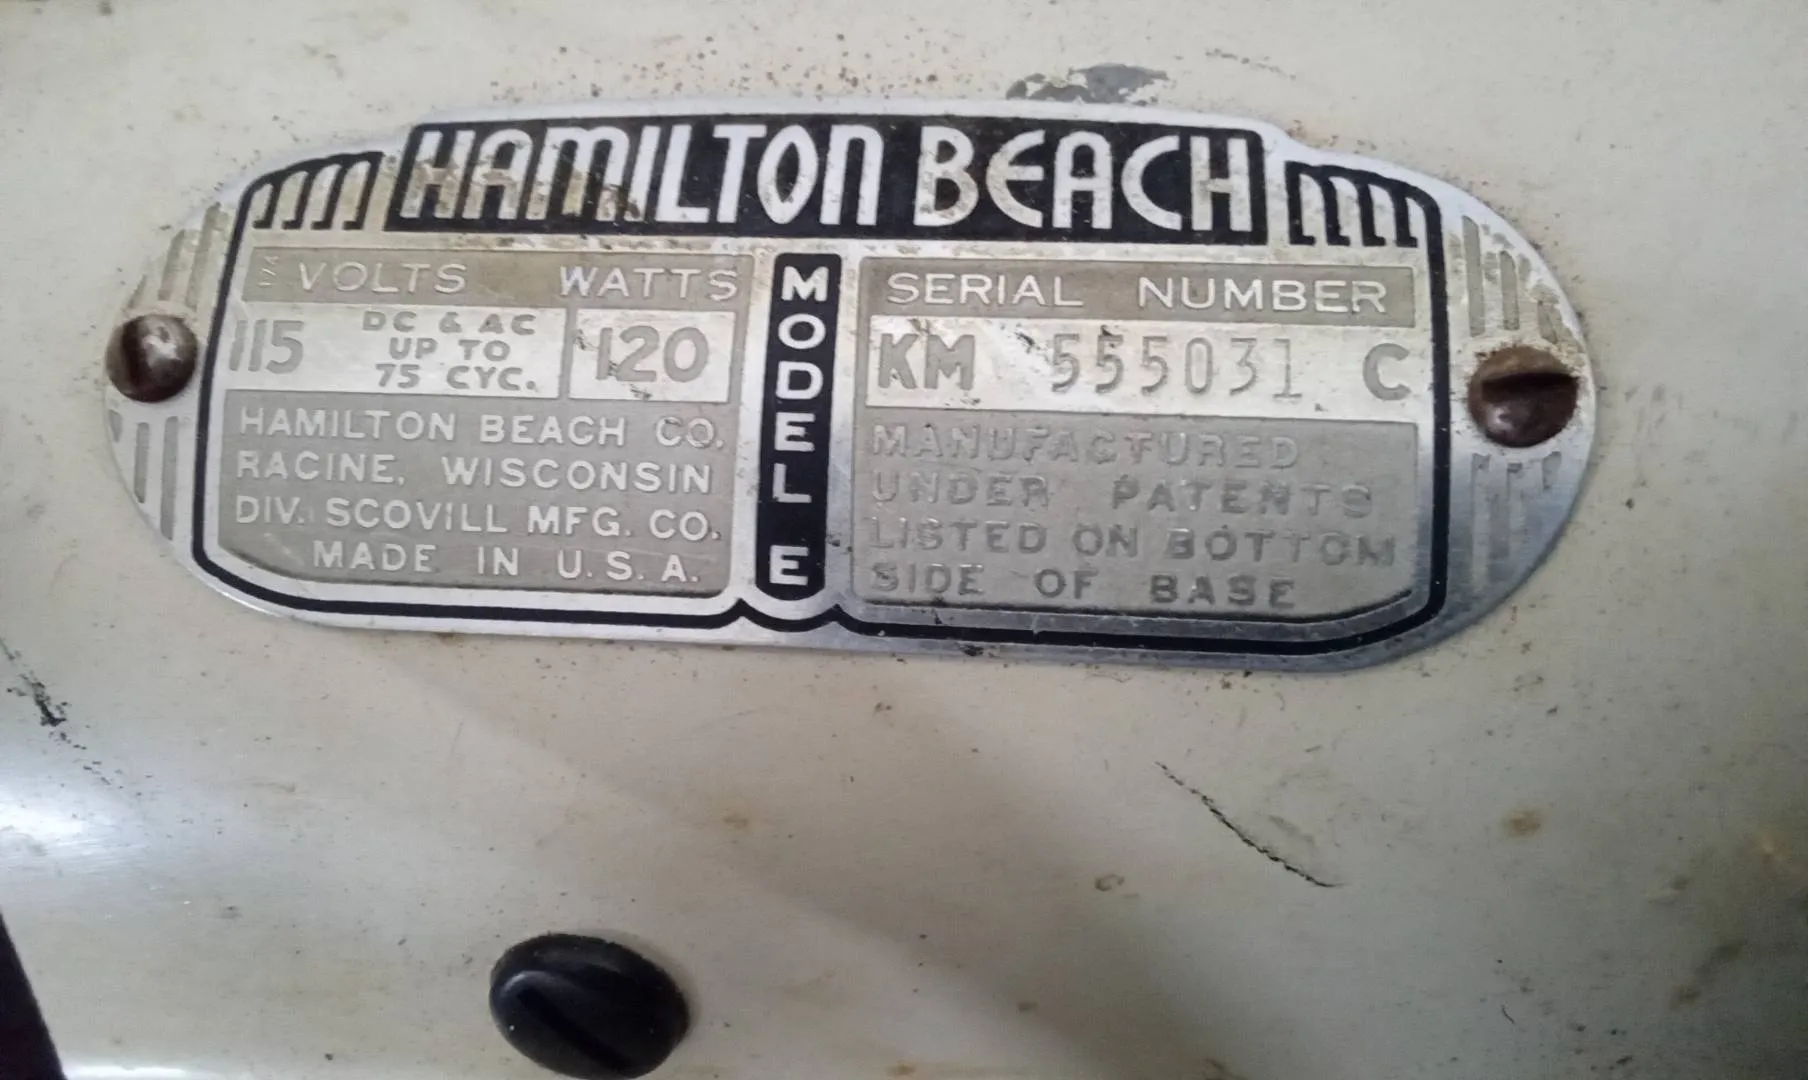 HAMILTON BEACH
VOLTS WATTS
115 DC & AC UP TO 75 CYC. 120
HAMILTON BEACH CO.
RACINE, WISCONSIN
DIV. SCOVILL MFG. CO.
MADE IN U.S.A.
MODEL E
SERIAL NUMBER
KM 555031 C
MANUFACTURED
UNDER PATENTS
LISTED ON BOTTOM
SIDE OF BASE